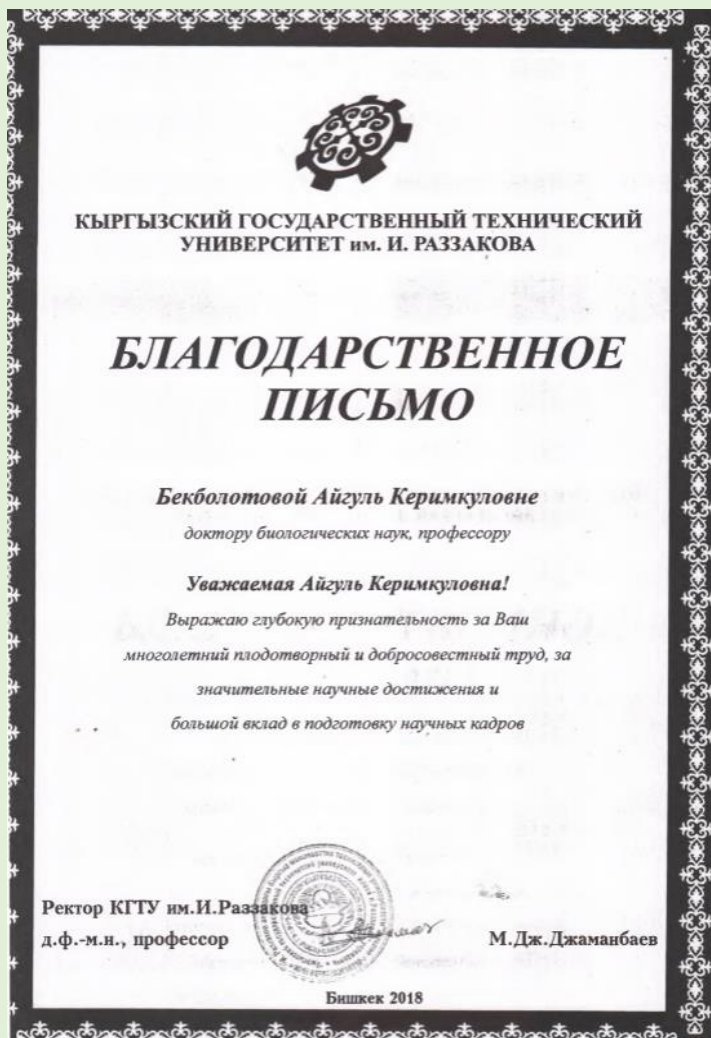 КЫРГЫЗСКИЙ ГОСУДАРСТВЕННЫЙ ТЕХНИЧЕСКИЙ
УНИВЕРСИТЕТ им. И. РАЗЗАКОВА
БЛАГОДАРСТВЕННОЕ
ПИСЬМО
Бекболотовой Айгуль Керимкуловне
доктору биологических наук, профессору
Уважаемая Айгуль Керимкуловна!
Выражаю глубокую признательность за Ваш
многолетний плодотворный и добросовестный труд, за
значительные научные достижения и
большой вклад в подготовку научных кадров
Ректор КГТУ им.И.Раззакова
д.ф.-м.н., профессор М.Дж.Джаманбаев
Бишкек 2018